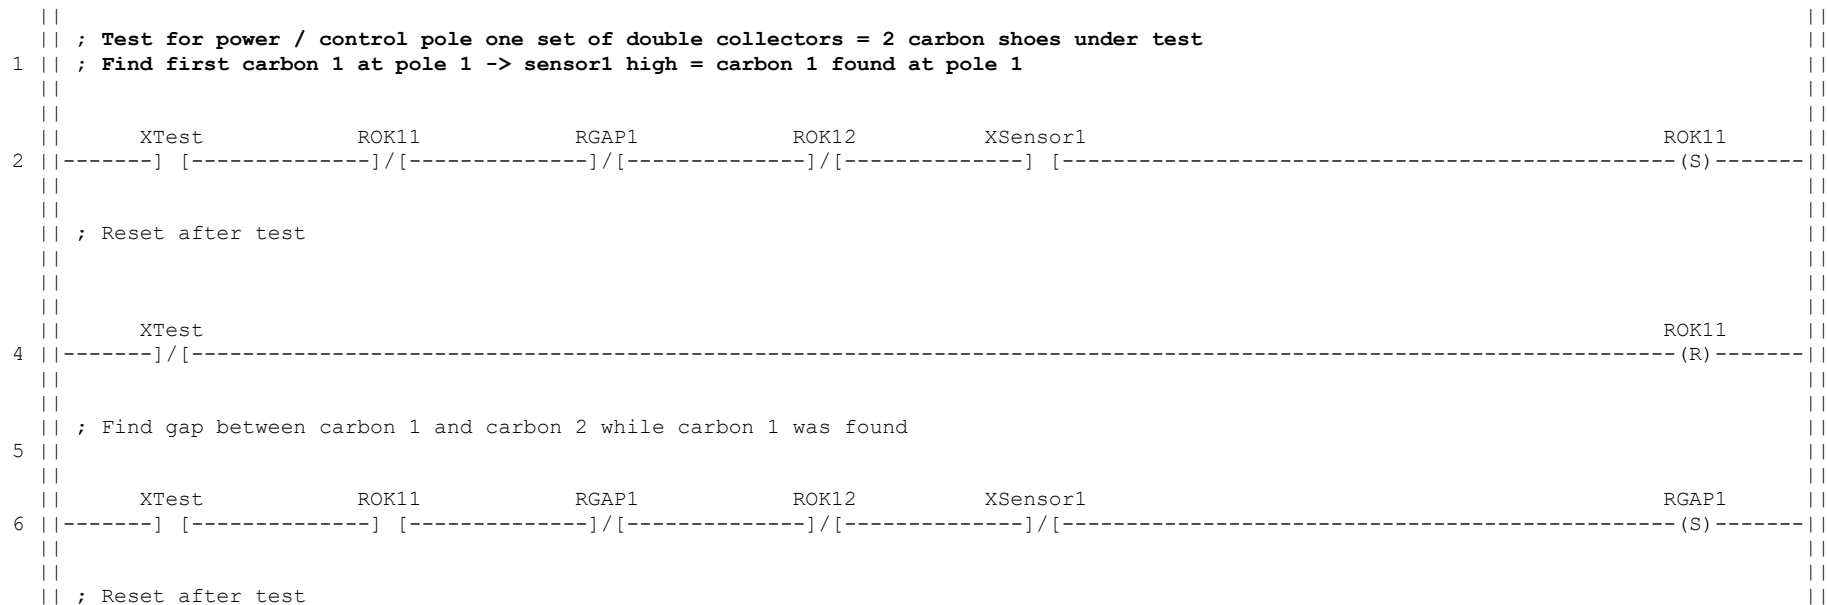 || ||
|| ; Test for power / control pole one set of double collectors = 2 carbon shoes under test ||
1 || ; Find first carbon 1 at pole 1 -> sensor1 high = carbon 1 found at pole 1 ||
|| ||
|| ||
|| XTest ROK11 RGAP1 ROK12 XSensor1 ROK11 ||
2 ||-------] [--------------]/[--------------]/[--------------]/[--------------] [------------------------------------------------(S)-------||
|| ||
|| ||
|| ; Reset after test ||
|| ||
|| ||
|| ||
|| XTest ROK11 ||
4 ||-------]/[--------------------------------------------------------------------------------------------------------------------(R)-------||
|| ||
|| ||
|| ; Find gap between carbon 1 and carbon 2 while carbon 1 was found ||
5 || ||
|| ||
|| XTest ROK11 RGAP1 ROK12 XSensor1 RGAP1 ||
6 ||-------] [--------------] [--------------]/[--------------]/[--------------]/[------------------------------------------------(S)-------||
|| ||
|| ||
|| ; Reset after test ||